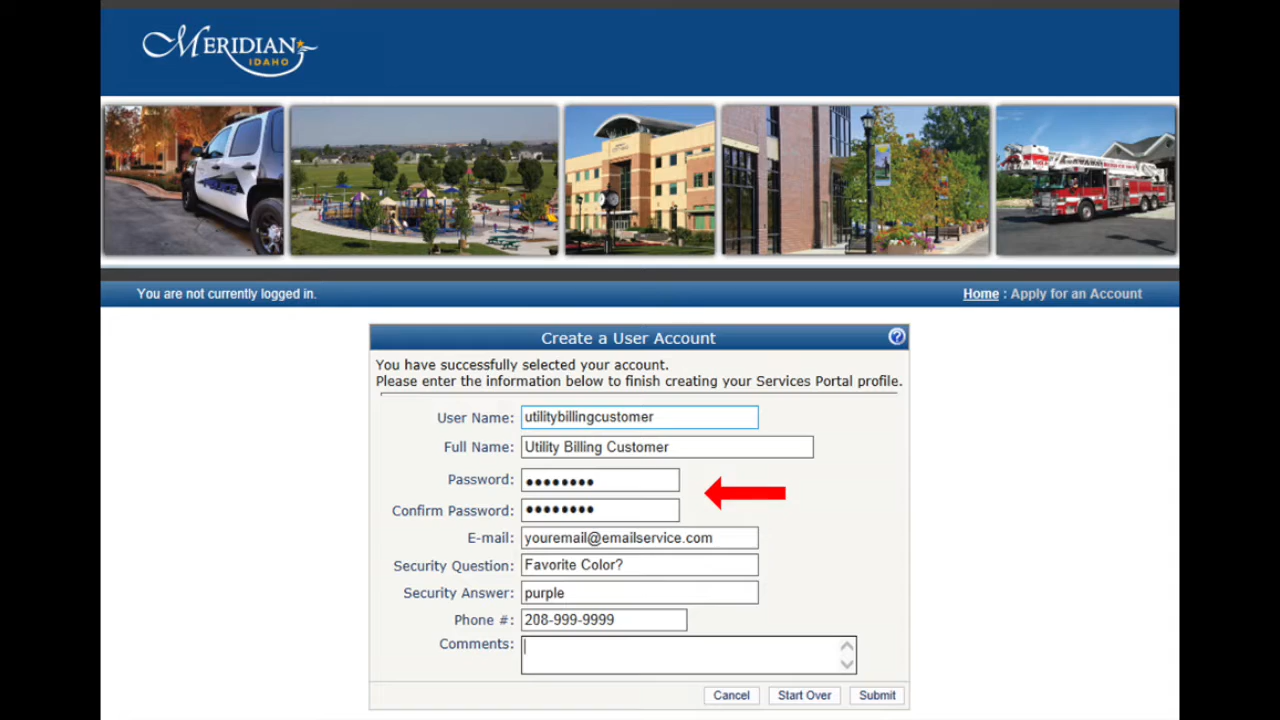 MERIDIAN
IDAHO
You are not currently logged in.
Home : Apply for an Account
Create a User Account
?
You have successfully selected your account.
Please enter the information below to finish creating your Services Portal profile.
User Name: utilitybillingcustomer
Full Name: Utility Billing Customer
Password: ●●●●●●●●
Confirm Password: ●●●●●●●●
E-mail: youremail@emailservice.com
Security Question: Favorite Color?
Security Answer: purple
Phone #: 208-999-9999
Comments:
Cancel Start Over Submit